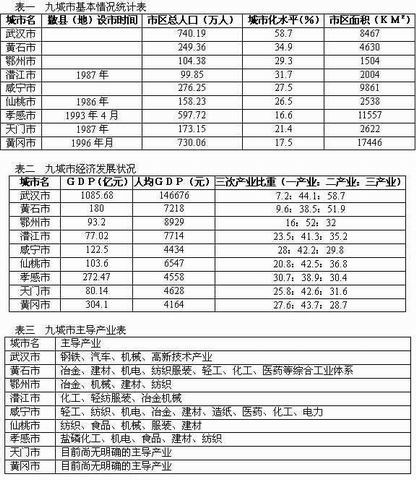 表一 九城市基本情况统计表
城市名 撤县（地）设市时间 市区总人口（万人） 城市化水平(%) 市区面积（KM²）
武汉市 740.19 58.7 8467
黄石市 249.36 34.9 4630
鄂州市 104.38 29.3 1504
潜江市 1987年 99.85 31.7 2004
咸宁市 276.25 27.5 9861
仙桃市 1986年 158.23 26.5 2538
孝感市 1993年4月 597.72 16.6 11557
天门市 1987年 173.15 21.4 2622
黄冈市 1996年月 730.06 17.5 17446
表二 九城市经济发展状况
城市名 GDP(亿元) 人均GDP（元） 三次产业比重（一产业：二产业：三产业）
武汉市 1085.68 146676 7.2：44.1：58.7
黄石市 180 7218 9.6：38.5：51.9
鄂州市 93.2 8929 16：52：32
潜江市 77.02 7714 23.5：41.3：35.2
咸宁市 122.5 4434 28：42.2：29.8
仙桃市 103.6 6547 20.8：42.5：36.8
孝感市 272.47 4558 30.7：38.9：30.4
天门市 80.14 4628 25.8：42.6：31.6
黄冈市 304.1 4164 27.6：43.7：28.7
表三 九城市主导产业表
城市名 主导产业
武汉市 钢铁、汽车、机械、高新技术产业
黄石市 冶金、建材、机电、纺织服装、轻工、化工、医药等综合工业体系
鄂州市 冶金、机械、建材、纺织
潜江市 化工、轻纺服装、冶金机械
咸宁市 轻工、纺织、机电、冶金、建材、造纸、医药、化工、电力
仙桃市 纺织、食品、机械、服装、建材
孝感市 盐磷化工、机电、食品、建材、纺织
天门市 目前尚无明确的主导产业
黄冈市 目前尚无明确的主导产业